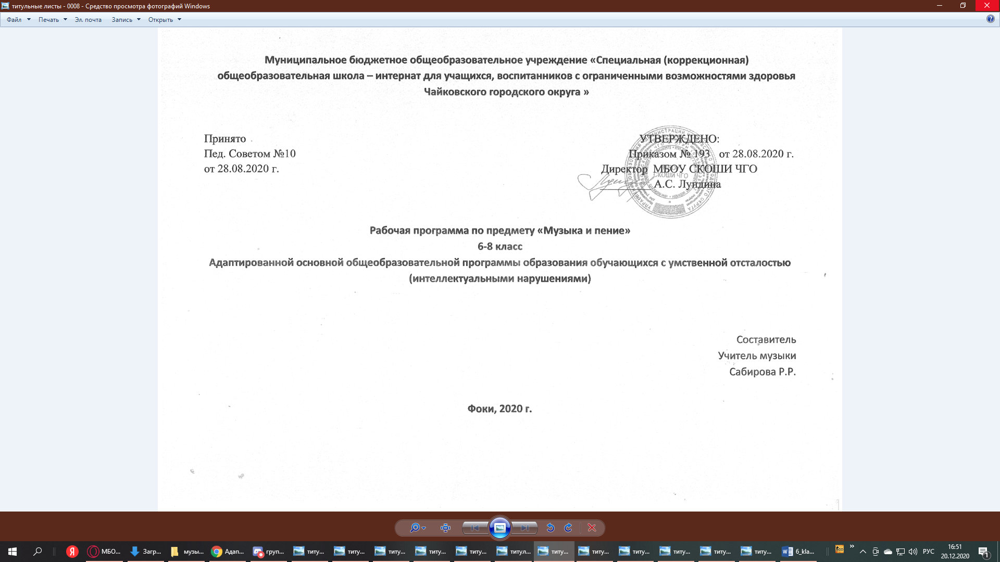 титульные листы - 0008 - Средство просмотра фотографий Windows
Файл Печать Эл. почта Запись Открыть
Муниципальное бюджетное общеобразовательное учреждение «Специальная (коррекционная)
общеобразовательная школа – интернат для учащихся, воспитанников с ограниченными возможностями здоровья
Чайковского городского округа »
Принято
Пед. Советом №10
от 28.08.2020 г.
УТВЕРЖДЕНО:
Приказом № 193 от 28.08.2020 г.
Директор МБОУ СКОШИ ЧГО
А.С. Лундина
Рабочая программа по предмету «Музыка и пение»
6-8 класс
Адаптированной основной общеобразовательной программы образования обучающихся с умственной отсталостью
(интеллектуальными нарушениями)
Составитель
Учитель музыки
Сабирова Р.Р.
Фоки, 2020 г.
Я МБО... Загр... музы... Адап... груп... титу... титу... титу... титу... титу... титул... титу... титу... титу... титу... титу... титу... 6_kla... РУС
16:51
20.12.2020
1